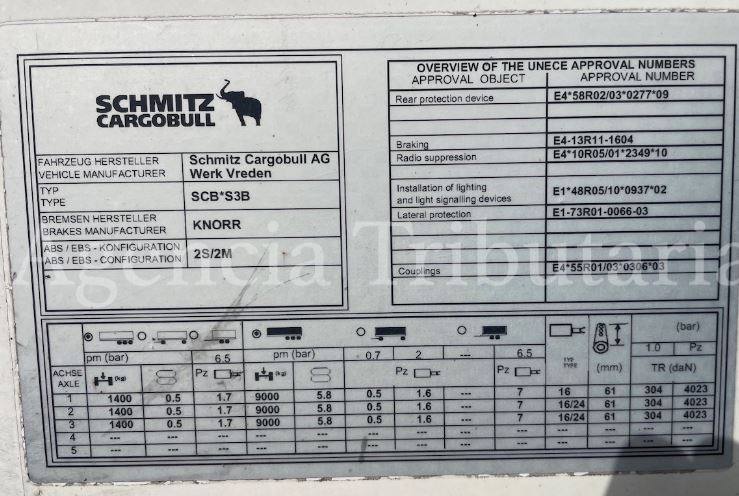 SCHMITZ
CARGOBULL
FAHRZEUG HERSTELLER
VEHICLE MANUFACTURER
Schmitz Cargobull AG
Werk Vreden
TYP
TYPE
SCB*S3B
BREMSEN HERSTELLER
BRAKES MANUFACTURER
KNORR
ABS / EBS - KONFIGURATION
ABS / EBS - CONFIGURATION
2S/2M
OVERVIEW OF THE UNECE APPROVAL NUMBERS
APPROVAL OBJECT APPROVAL NUMBER
Rear protection device E4*58R02/03*0277*09
Braking E4-13R11-1604
Radio suppression E4*10R05/01*2349*10
Installation of lighting
and light signalling devices E1*48R05/10*0937*02
Lateral protection E1-73R01-0066-03
Couplings E4*55R01/03*0306*03
Agencia Tributaria
(bar)
pm (bar) 6.5 pm (bar) 0.7 2 --- 6.5 1.0 Pz
ACHSE
AXLE
(kg) Pz (kg) Pz Pz TYP
TYPE (mm) TR (daN)
1 1400 0.5 1.7 9000 5.8 0.5 1.6 --- 7 16 61 304 4023
2 1400 0.5 1.7 9000 5.8 0.5 1.6 --- 7 16/24 61 304 4023
3 1400 0.5 1.7 9000 5.8 0.5 1.6 --- 7 16/24 61 304 4023
4 --- --- --- --- --- --- --- --- --- --- --- --- ---
5 --- --- --- --- --- --- --- --- --- --- --- --- ---